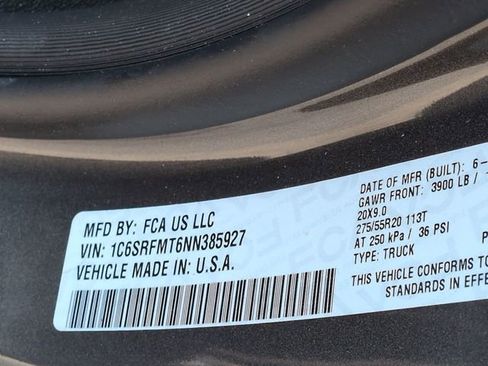 MFD BY: FCA US LLC
VIN: 1C6SRFMT6NN385927
VEHICLE MADE IN: U.S.A.
DATE OF MFR (BUILT): 6-
GAWR FRONT: 3900 LB /
20X9.0
275/55R20 113T
AT 250 kPa / 36 PSI
TYPE: TRUCK
THIS VEHICLE CONFORMS TO
STANDARDS IN EFFE